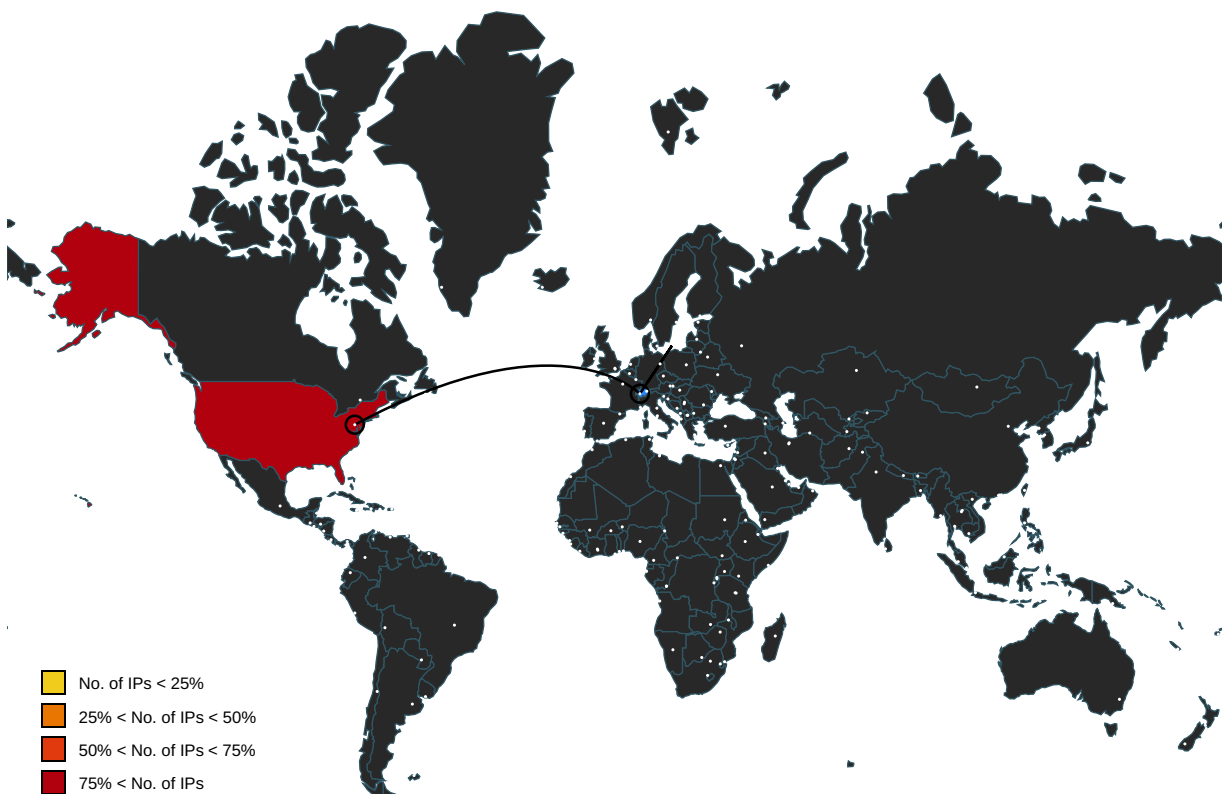 No. of IPs < 25%
25% < No. of IPs < 50%
50% < No. of IPs < 75%
75% < No. of IPs